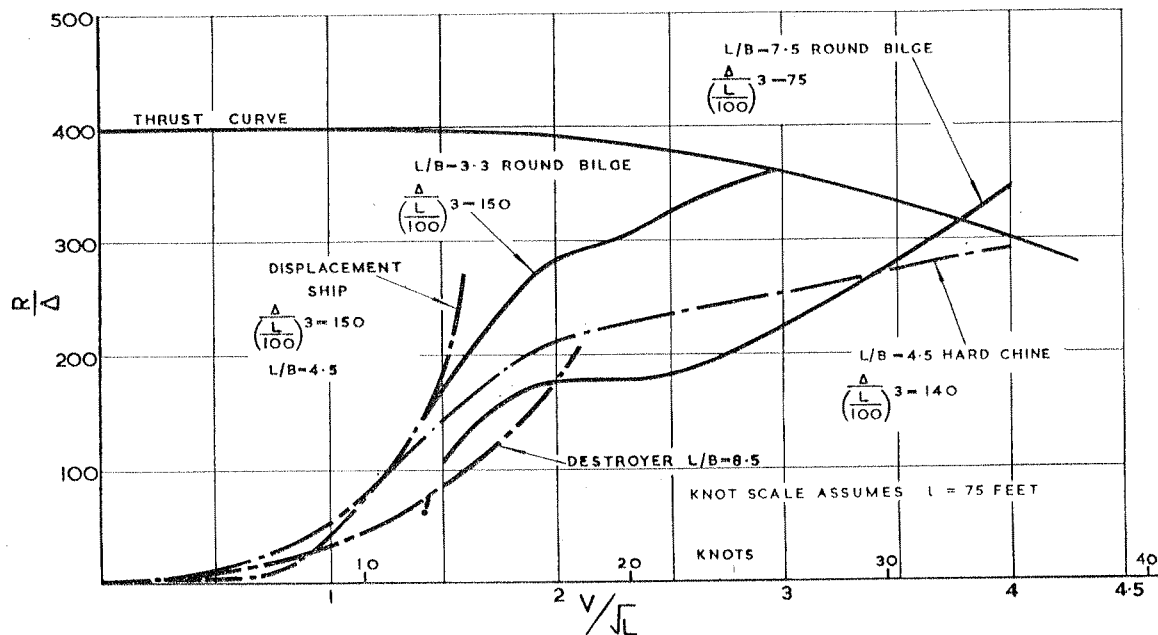 500
400
300
200
100
R/Δ
THRUST CURVE
L/B=7·5 ROUND BILGE
Δ/(L/100)3=75
L/B=3·3 ROUND BILGE
Δ/(L/100)3=150
DISPLACEMENT
SHIP
Δ/(L/100)3=150
L/B=4·5
L/B=4·5 HARD CHINE
Δ/(L/100)3=140
DESTROYER L/B=8·5
KNOT SCALE ASSUMES l = 75 FEET
KNOTS
10
20
30
40
1
2
3
4
4·5
V/√L